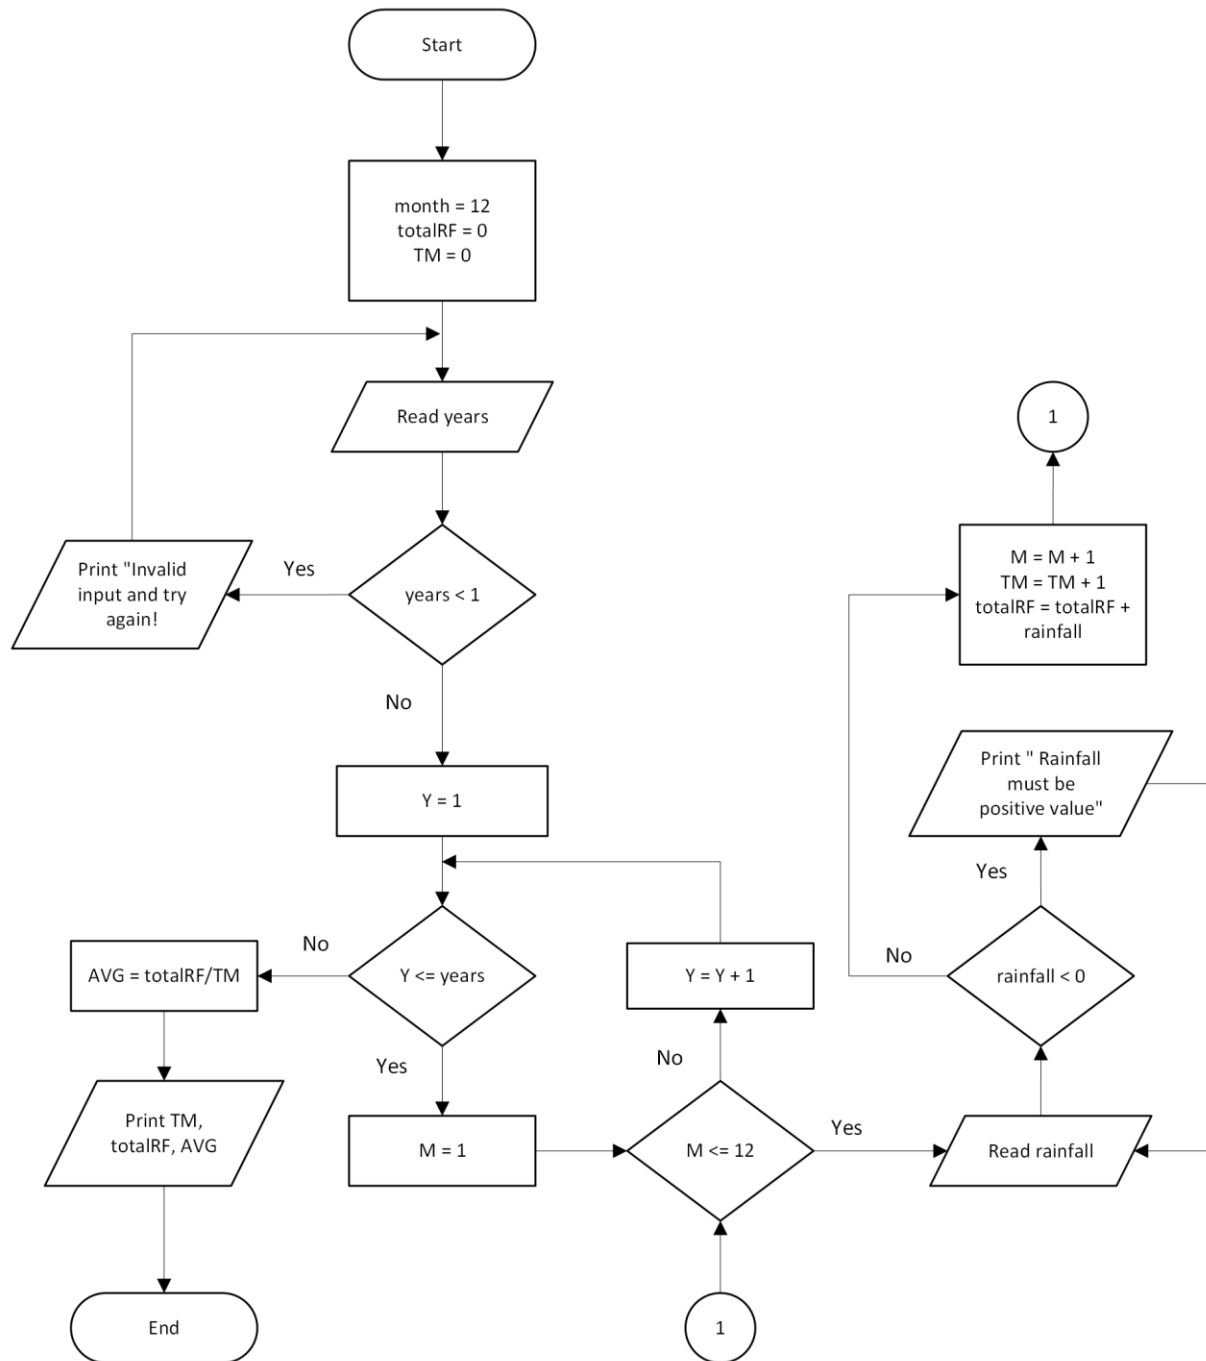 Start
month = 12
totalRF = 0
TM = 0
Read years
Print "Invalid
input and try
again!
Yes
years < 1
No
Y = 1
No
AVG = totalRF/TM
Y <= years
Yes
Print TM,
totalRF, AVG
End
M = 1
Y = Y + 1
No
M <= 12
Yes
1
1
M = M + 1
TM = TM + 1
totalRF = totalRF +
rainfall
Print " Rainfall
must be
positive value"
Yes
No
rainfall < 0
Read rainfall